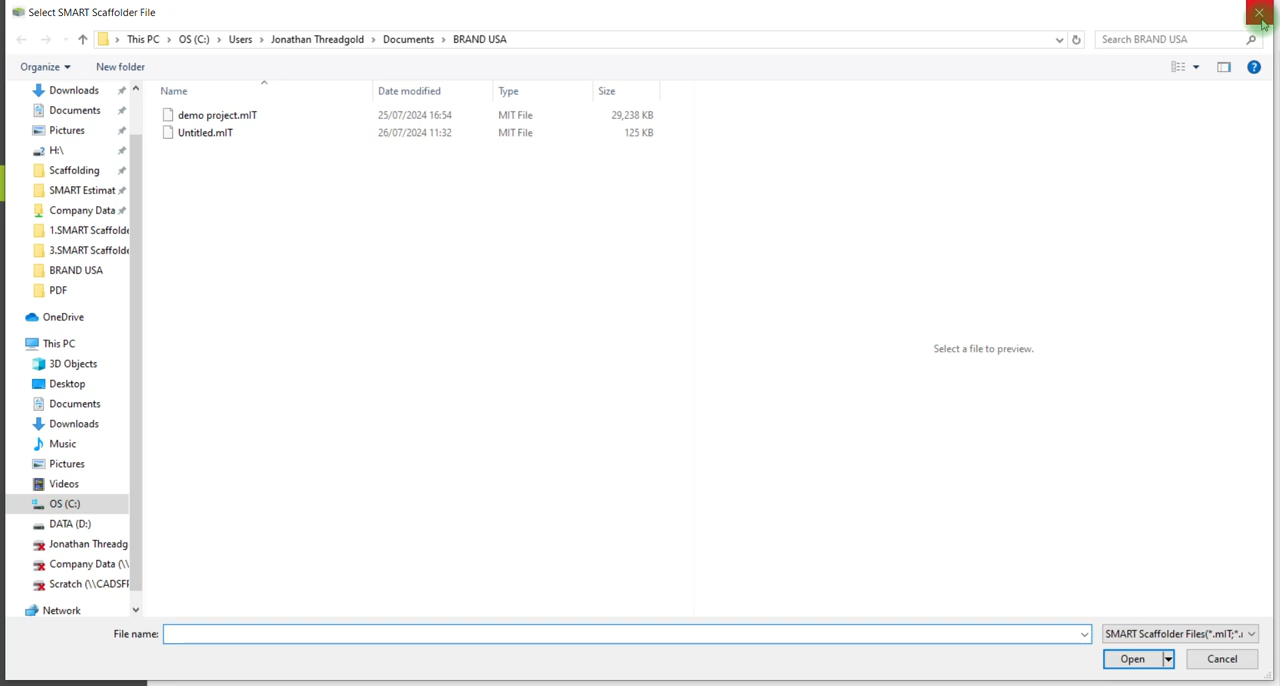 Select SMART Scaffolder File
This PC > OS (C:) > Users > Jonathan Threadgold > Documents > BRAND USA
Search BRAND USA
Organize
New folder
Downloads
Documents
Pictures
H:\
Scaffolding
SMART Estimat
Company Data
1.SMART Scaffolde
3.SMART Scaffolde
BRAND USA
PDF
OneDrive
This PC
3D Objects
Desktop
Documents
Downloads
Music
Pictures
Videos
OS (C:)
DATA (D:)
Jonathan Threadg
Company Data (\\
Scratch (\\CADSFI
Network
Name Date modified Type Size
demo project.mIT 25/07/2024 16:54 MIT File 29,238 KB
Untitled.mIT 26/07/2024 11:32 MIT File 125 KB
Select a file to preview.
File name:
SMART Scaffolder Files(*.mIT;*.
Open
Cancel